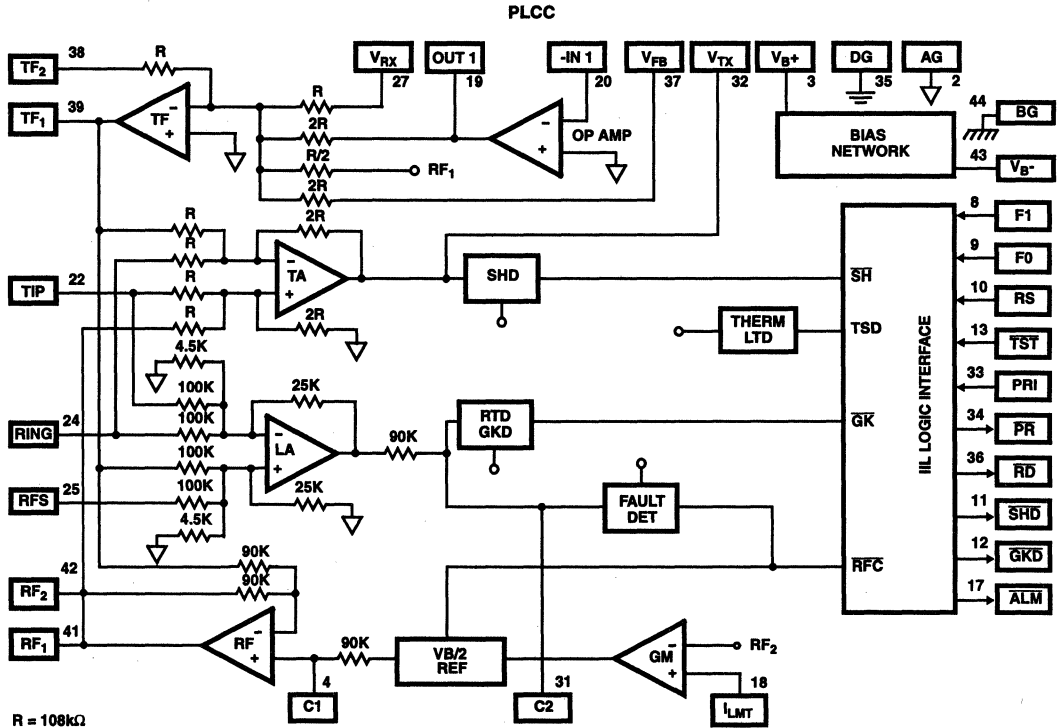 PLCC
38
TF2
R
VRX
27
OUT 1
19
-IN 1
20
VFB
37
VTX
32
VB+
3
DG
35
AG
2
39
TF1
TF
−
+
R
2R
R/2
RF1
2R
−
+
OP AMP
BIAS
NETWORK
44
BG
43
VB-
R
R
22
TIP
R
R
2R
−
TA
+
2R
SHD
SH
THERM
LTD
TSD
IIL LOGIC INTERFACE
8
F1
9
F0
10
RS
13
TST
33
PRI
34
PR
36
RD
11
SHD
12
GKD
17
ALM
4.5K
100K
24
RING
100K
100K
25
RFS
100K
4.5K
25K
−
LA
+
25K
90K
RTD
GKD
GK
FAULT
DET
RFC
90K
42
RF2
90K
41
RF1
RF
−
+
4
C1
90K
VB/2
REF
31
C2
GM
−
+
RF2
18
ILMT
R = 108kΩ